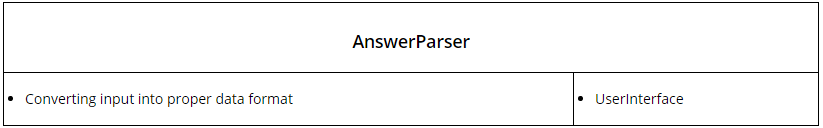 AnswerParser
• Converting input into proper data format
• UserInterface